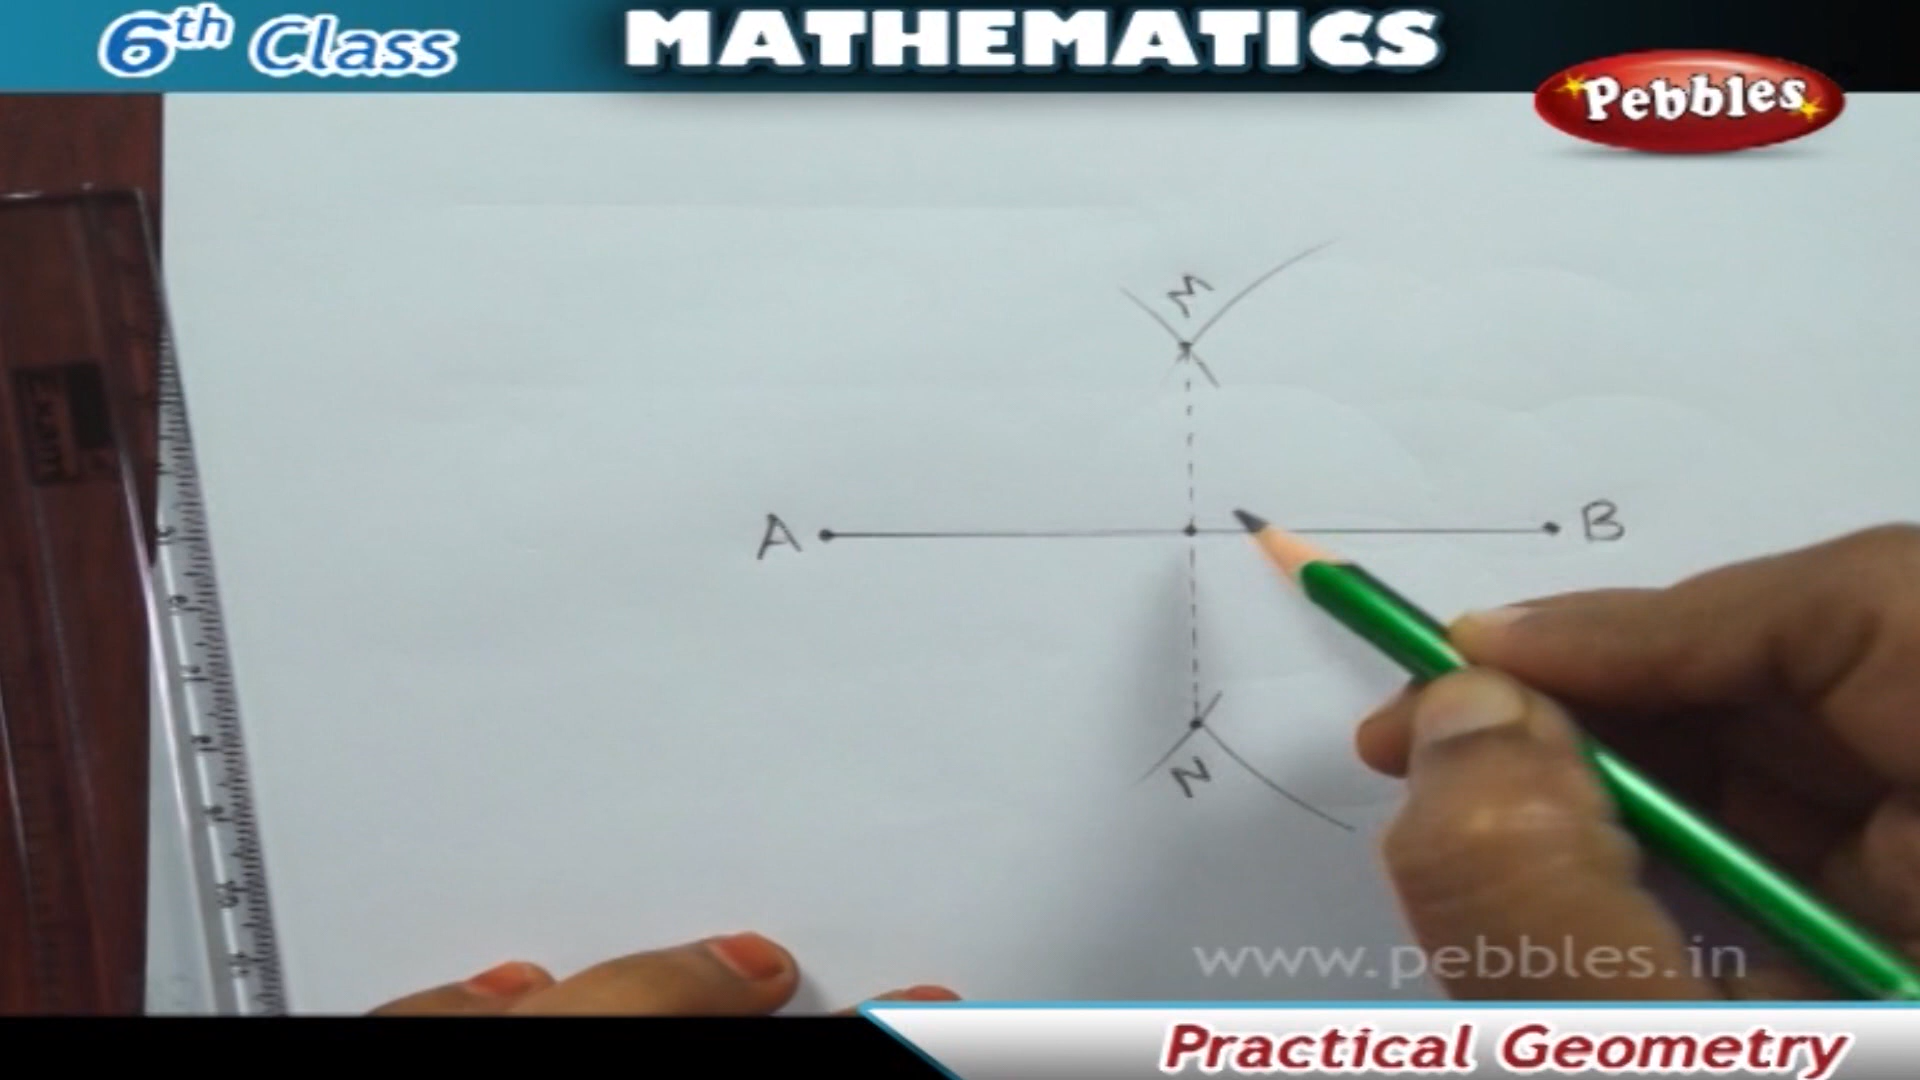 6th Class
MATHEMATICS
Pebbles
M
A
B
N
www.pebbles.in
Practical Geometry